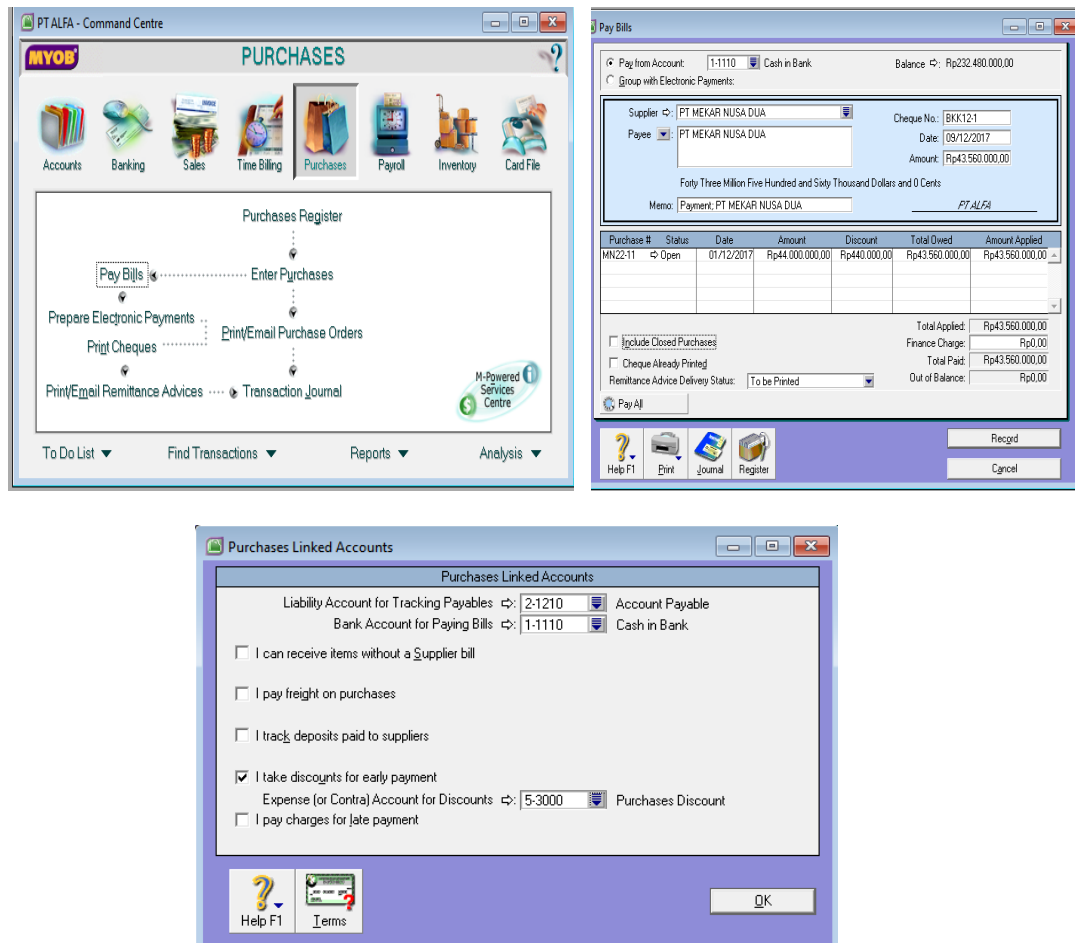 PT ALFA - Command Centre
MYOB
PURCHASES
Accounts Banking Sales Time Billing Purchases Payroll Inventory Card File
Purchases Register
Pay Bills Enter Purchases
Prepare Electronic Payments
Print/Email Purchase Orders
Print Cheques
Print/Email Remittance Advices Transaction Journal
M-Powered
Services
Centre
To Do List Find Transactions Reports Analysis
Pay Bills
Pay from Account: 1-1110 Cash in Bank Balance Rp232.480.000,00
Group with Electronic Payments:
Supplier : PT MEKAR NUSA DUA
Cheque No.: BKK12-1
Payee : PT MEKAR NUSA DUA
Date: 09/12/2017
Amount: Rp43.560.000,00
Forty Three Million Five Hundred and Sixty Thousand Dollars and 0 Cents
Memo: Payment; PT MEKAR NUSA DUA PT ALFA
Purchase # Status Date Amount Discount Total Owed Amount Applied
MN22-11 Open 01/12/2017 Rp44.000.000,00 Rp440.000,00 Rp43.560.000,00 Rp43.560.000,00
Total Applied: Rp43.560.000,00
Include Closed Purchases Finance Charge: Rp0,00
Cheque Already Printed Total Paid: Rp43.560.000,00
Remittance Advice Delivery Status: To be Printed Out of Balance: Rp0,00
Pay All
Help F1 Print Journal Register
Record
Cancel
Purchases Linked Accounts
Purchases Linked Accounts
Liability Account for Tracking Payables : 2-1210 Account Payable
Bank Account for Paying Bills : 1-1110 Cash in Bank
I can receive items without a Supplier bill
I pay freight on purchases
I track deposits paid to suppliers
I take discounts for early payment
Expense (or Contra) Account for Discounts : 5-3000 Purchases Discount
I pay charges for late payment
Help F1 Terms
OK